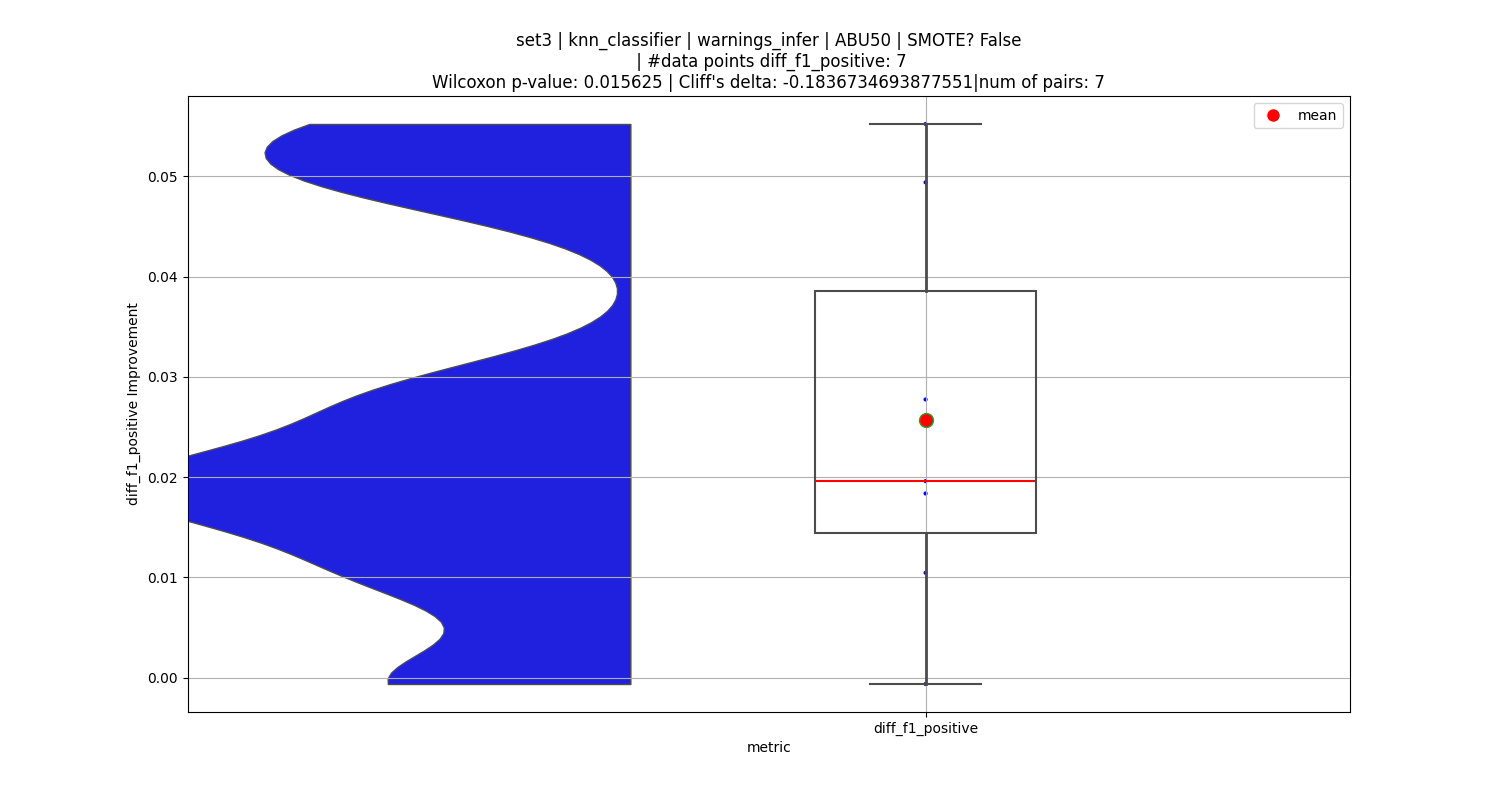 set3 | knn_classifier | warnings_infer | ABU50 | SMOTE? False
| #data points diff_f1_positive: 7
Wilcoxon p-value: 0.015625 | Cliff's delta: -0.1836734693877551|num of pairs: 7
mean
0.05
0.04
0.03
0.02
0.01
0.00
diff_f1_positive Improvement
diff_f1_positive
metric